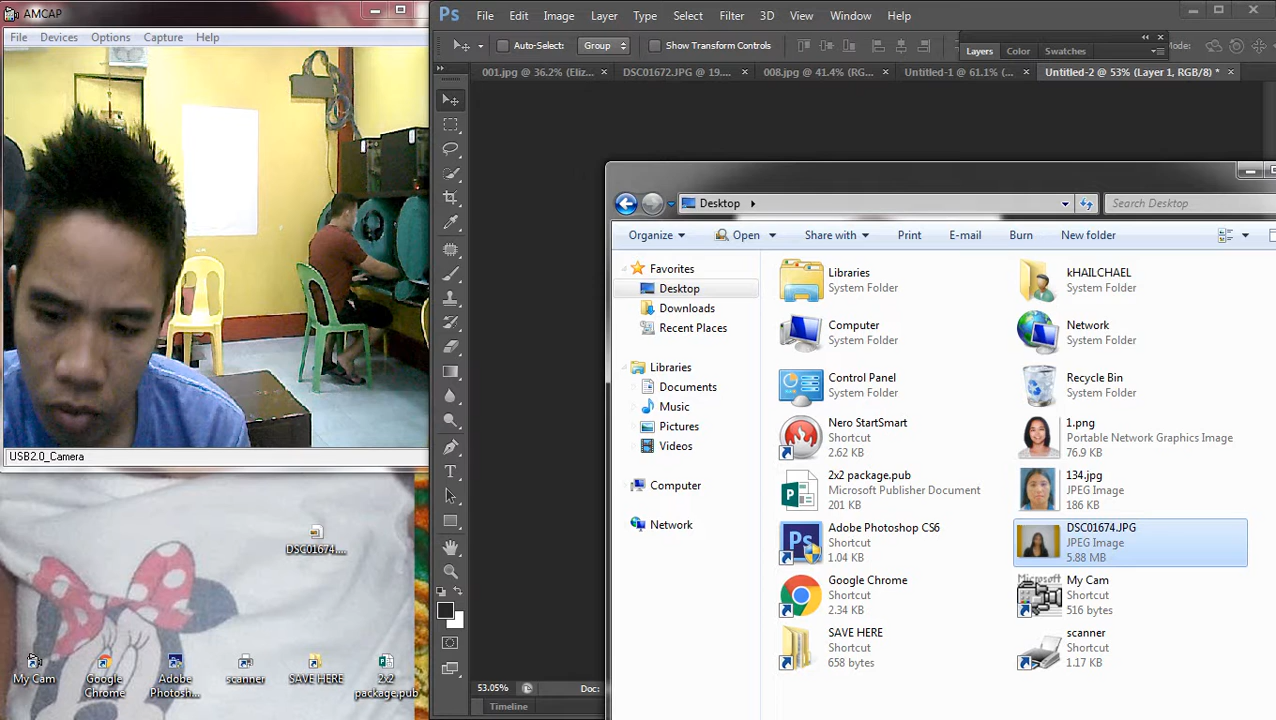 AMCAP
File Devices Options Capture Help
USB2.0_Camera
DSC01674....
My Cam
Google Chrome
Adobe Photosh...
scanner
SAVE HERE
2x2 package.pub
Ps File Edit Image Layer Type Select Filter 3D View Window Help
Auto-Select: Group Show Transform Controls
Layers Color Swatches
Mode:
001.jpg @ 36.2% (Eliz... × DSC01672.JPG @ 19.... × 008.jpg @ 41.4% (RG... × Untitled-1 @ 61.1% (... × Untitled-2 @ 53% (Layer 1, RGB/8) * ×
Desktop
Search Desktop
Organize Open Share with Print E-mail Burn New folder
Favorites
Desktop
Downloads
Recent Places
Libraries
Documents
Music
Pictures
Videos
Computer
Network
Libraries
System Folder
kHAILCHAEL
System Folder
Computer
System Folder
Network
System Folder
Control Panel
System Folder
Recycle Bin
System Folder
Nero StartSmart
Shortcut
2.62 KB
1.png
Portable Network Graphics Image
76.9 KB
2x2 package.pub
Microsoft Publisher Document
201 KB
134.jpg
JPEG Image
186 KB
Adobe Photoshop CS6
Shortcut
1.04 KB
DSC01674.JPG
JPEG Image
5.88 MB
Google Chrome
Shortcut
2.34 KB
Microsoft
My Cam
Shortcut
516 bytes
SAVE HERE
Shortcut
658 bytes
scanner
Shortcut
1.17 KB
53.05% Doc:
Timeline